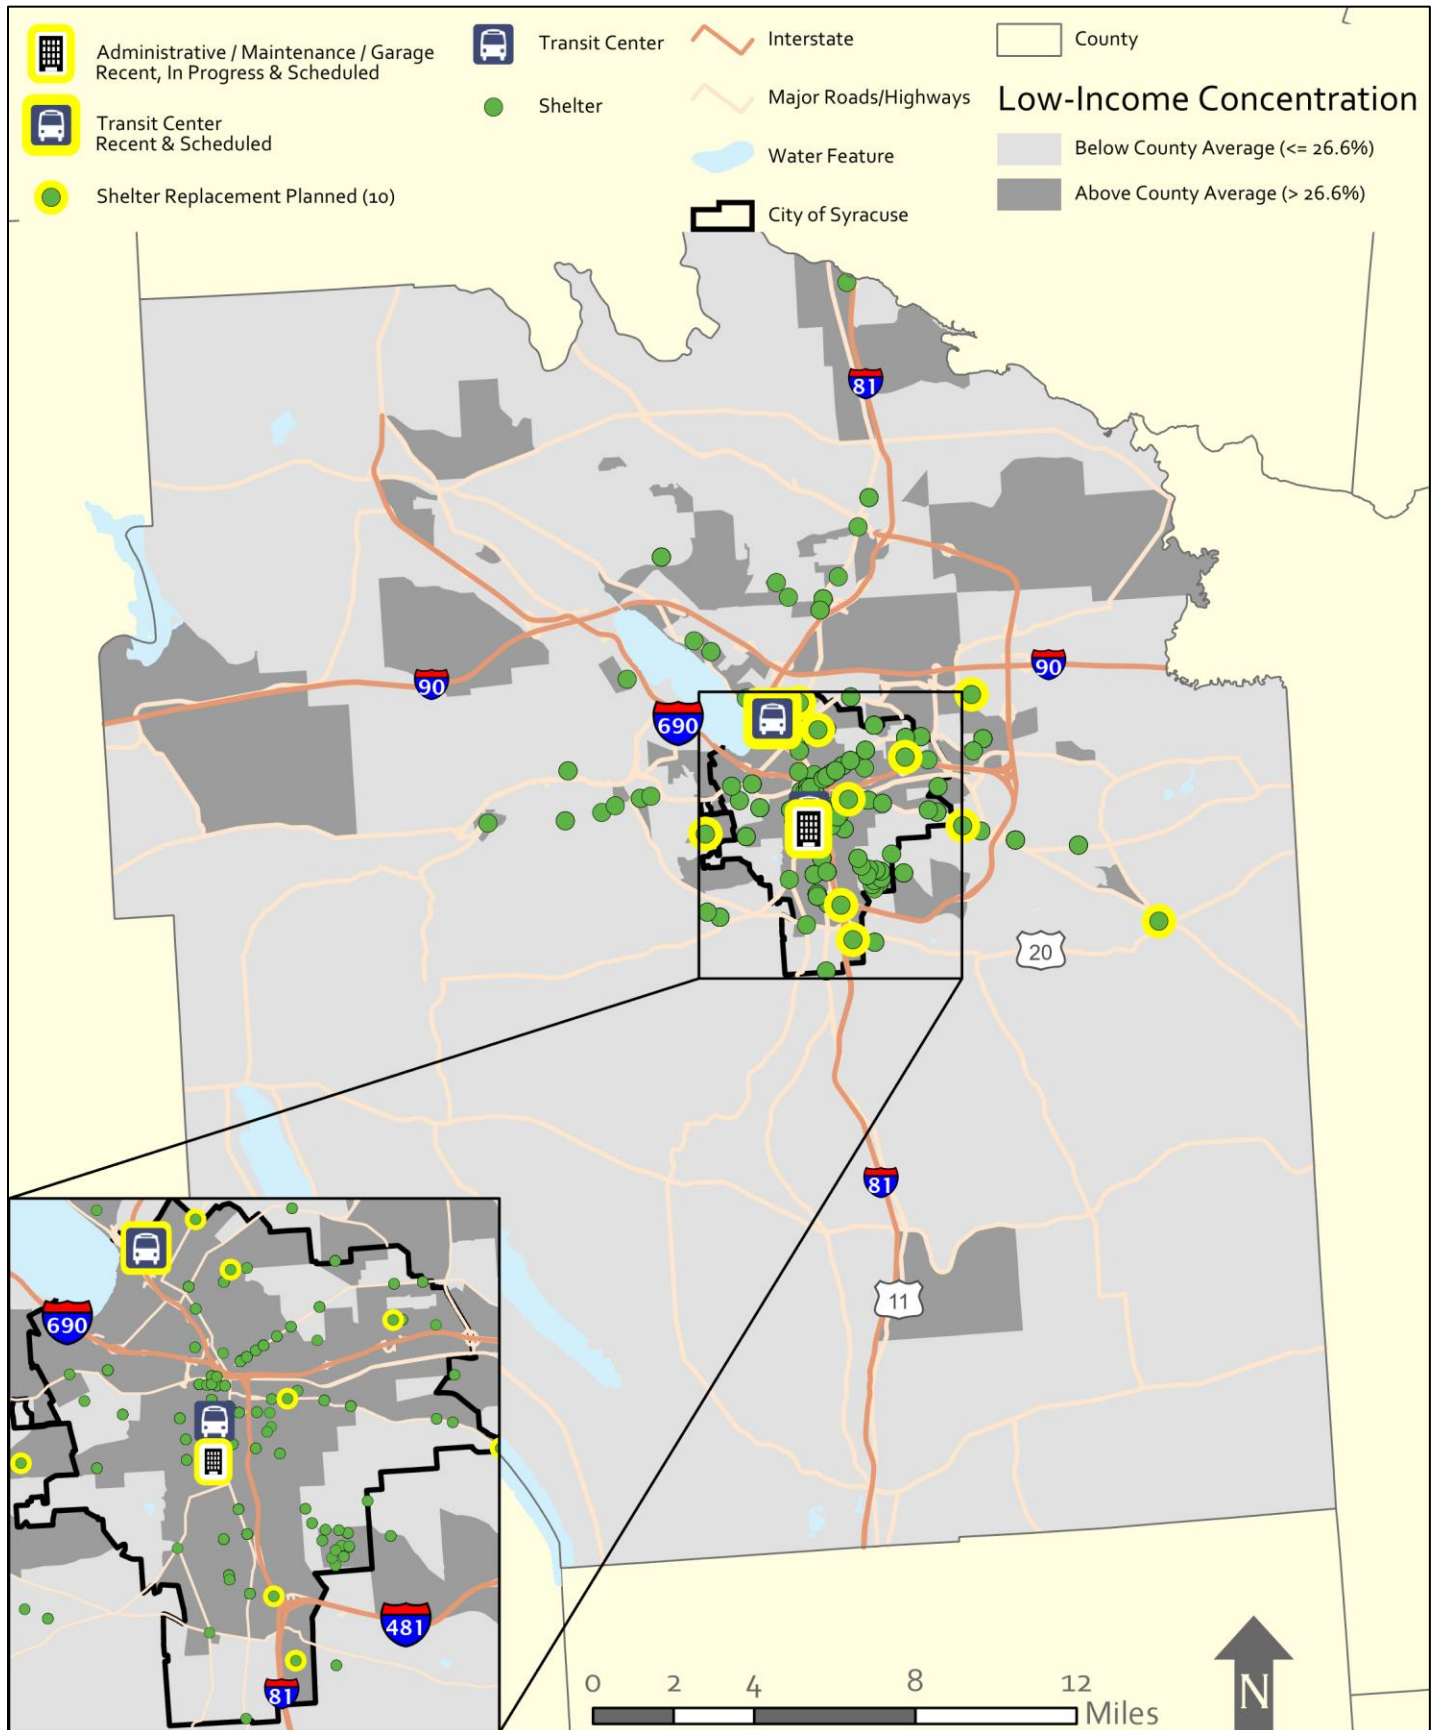 Administrative / Maintenance / Garage
Recent, In Progress & Scheduled
Transit Center
Recent & Scheduled
Shelter Replacement Planned (10)
Transit Center
Shelter
Interstate
Major Roads/Highways
Water Feature
City of Syracuse
County
Low-Income Concentration
Below County Average (<= 26.6%)
Above County Average (> 26.6%)
81
90
90
690
20
81
11
690
481
81
0 2 4 8 12
Miles
N